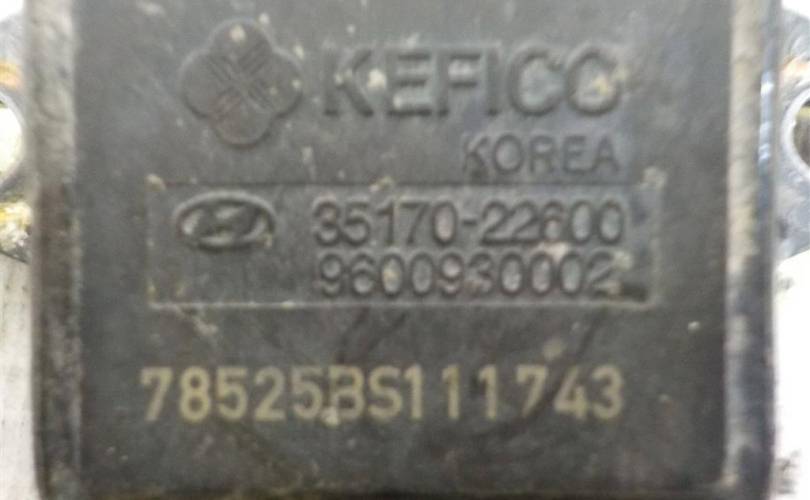 KEFICO
KOREA
35170-22600
9600930002
78525BS111743